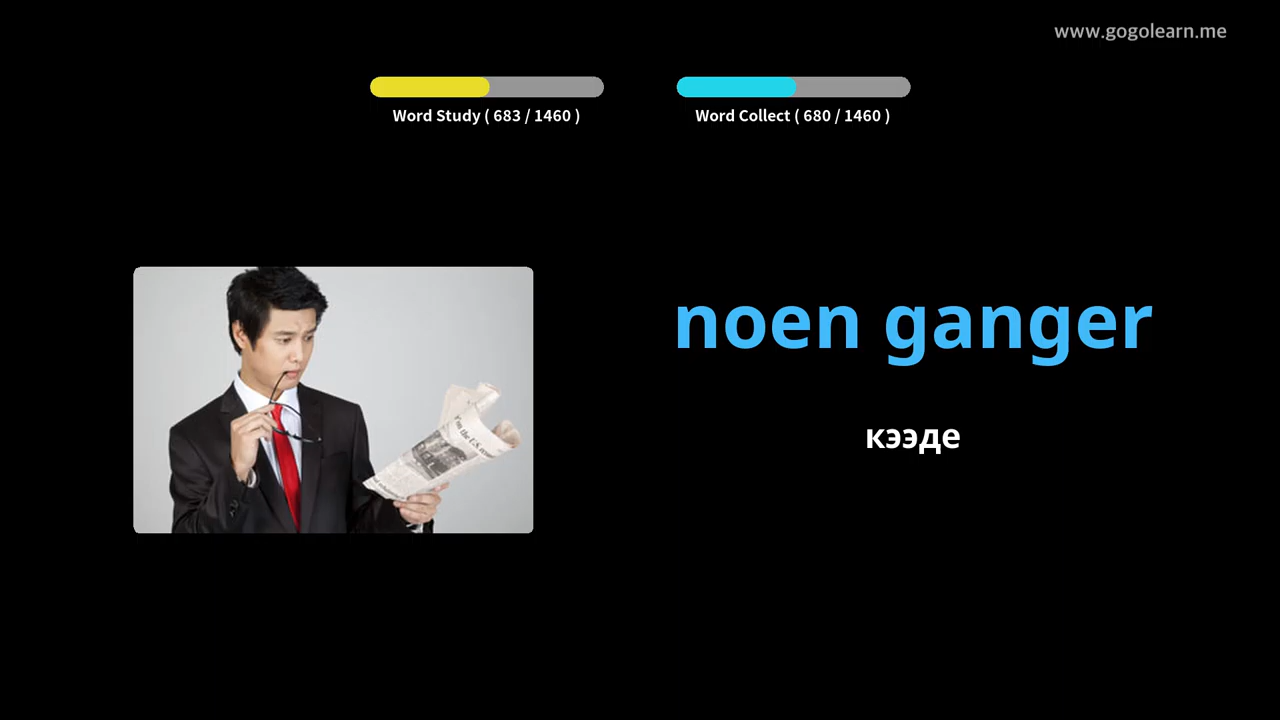 www.gogolearn.me
Word Study ( 683 / 1460 )
Word Collect ( 680 / 1460 )
noen ganger
кээде